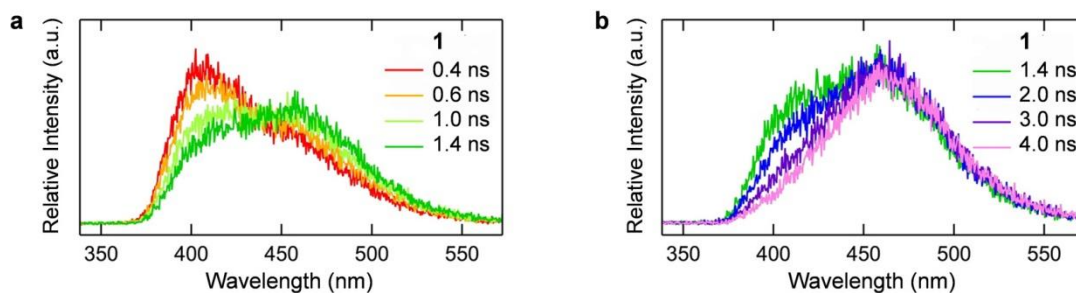 a
Relative Intensity (a.u.)
1
0.4 ns
0.6 ns
1.0 ns
1.4 ns
350 400 450 500 550
Wavelength (nm)
b
Relative Intensity (a.u.)
1
1.4 ns
2.0 ns
3.0 ns
4.0 ns
350 400 450 500 550
Wavelength (nm)